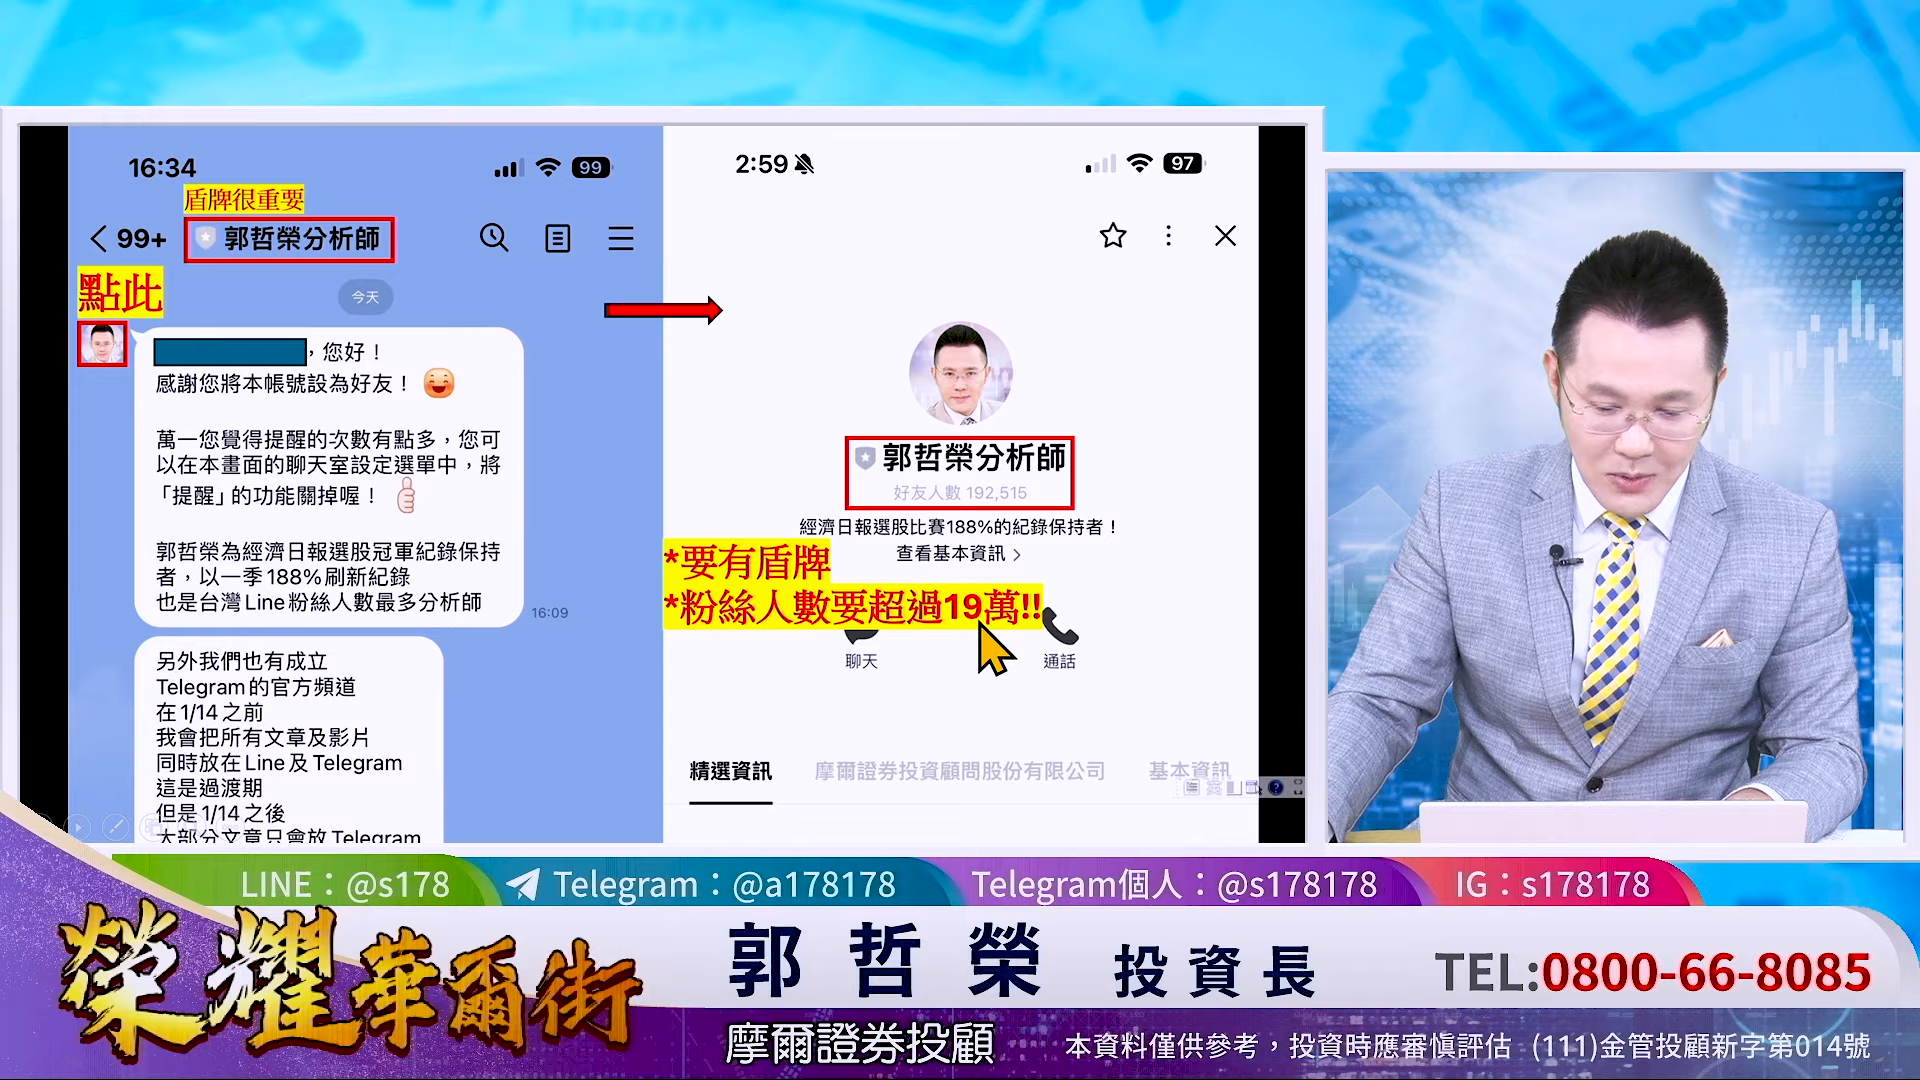 16:34
99
盾牌很重要
99+
郭哲榮分析師
點此
今天
，您好！
感謝您將本帳號設為好友！
萬一您覺得提醒的次數有點多，您可
以在本畫面的聊天室設定選單中，將
「提醒」的功能關掉喔！
郭哲榮為經濟日報選股冠軍紀錄保持
者，以一季188%刷新紀錄
也是台灣Line粉絲人數最多分析師
16:09
另外我們也有成立
Telegram的官方頻道
在1/14之前
我會把所有文章及影片
同時放在Line及Telegram
這是過渡期
但是1/14之後
大部分文章只會放Telegram
2:59
97
郭哲榮分析師
好友人數 192,515
經濟日報選股比賽188%的紀錄保持者！
查看基本資訊
*要有盾牌
*粉絲人數要超過19萬!!
聊天
通話
精選資訊
摩爾證券投資顧問股份有限公司
基本資訊
LINE：@s178
Telegram：@a178178
Telegram個人：@s178178
IG：s178178
榮耀華爾街
郭哲榮 投資長
TEL:0800-66-8085
摩爾證券投顧
本資料僅供參考，投資時應審慎評估 (111)金管投顧新字第014號